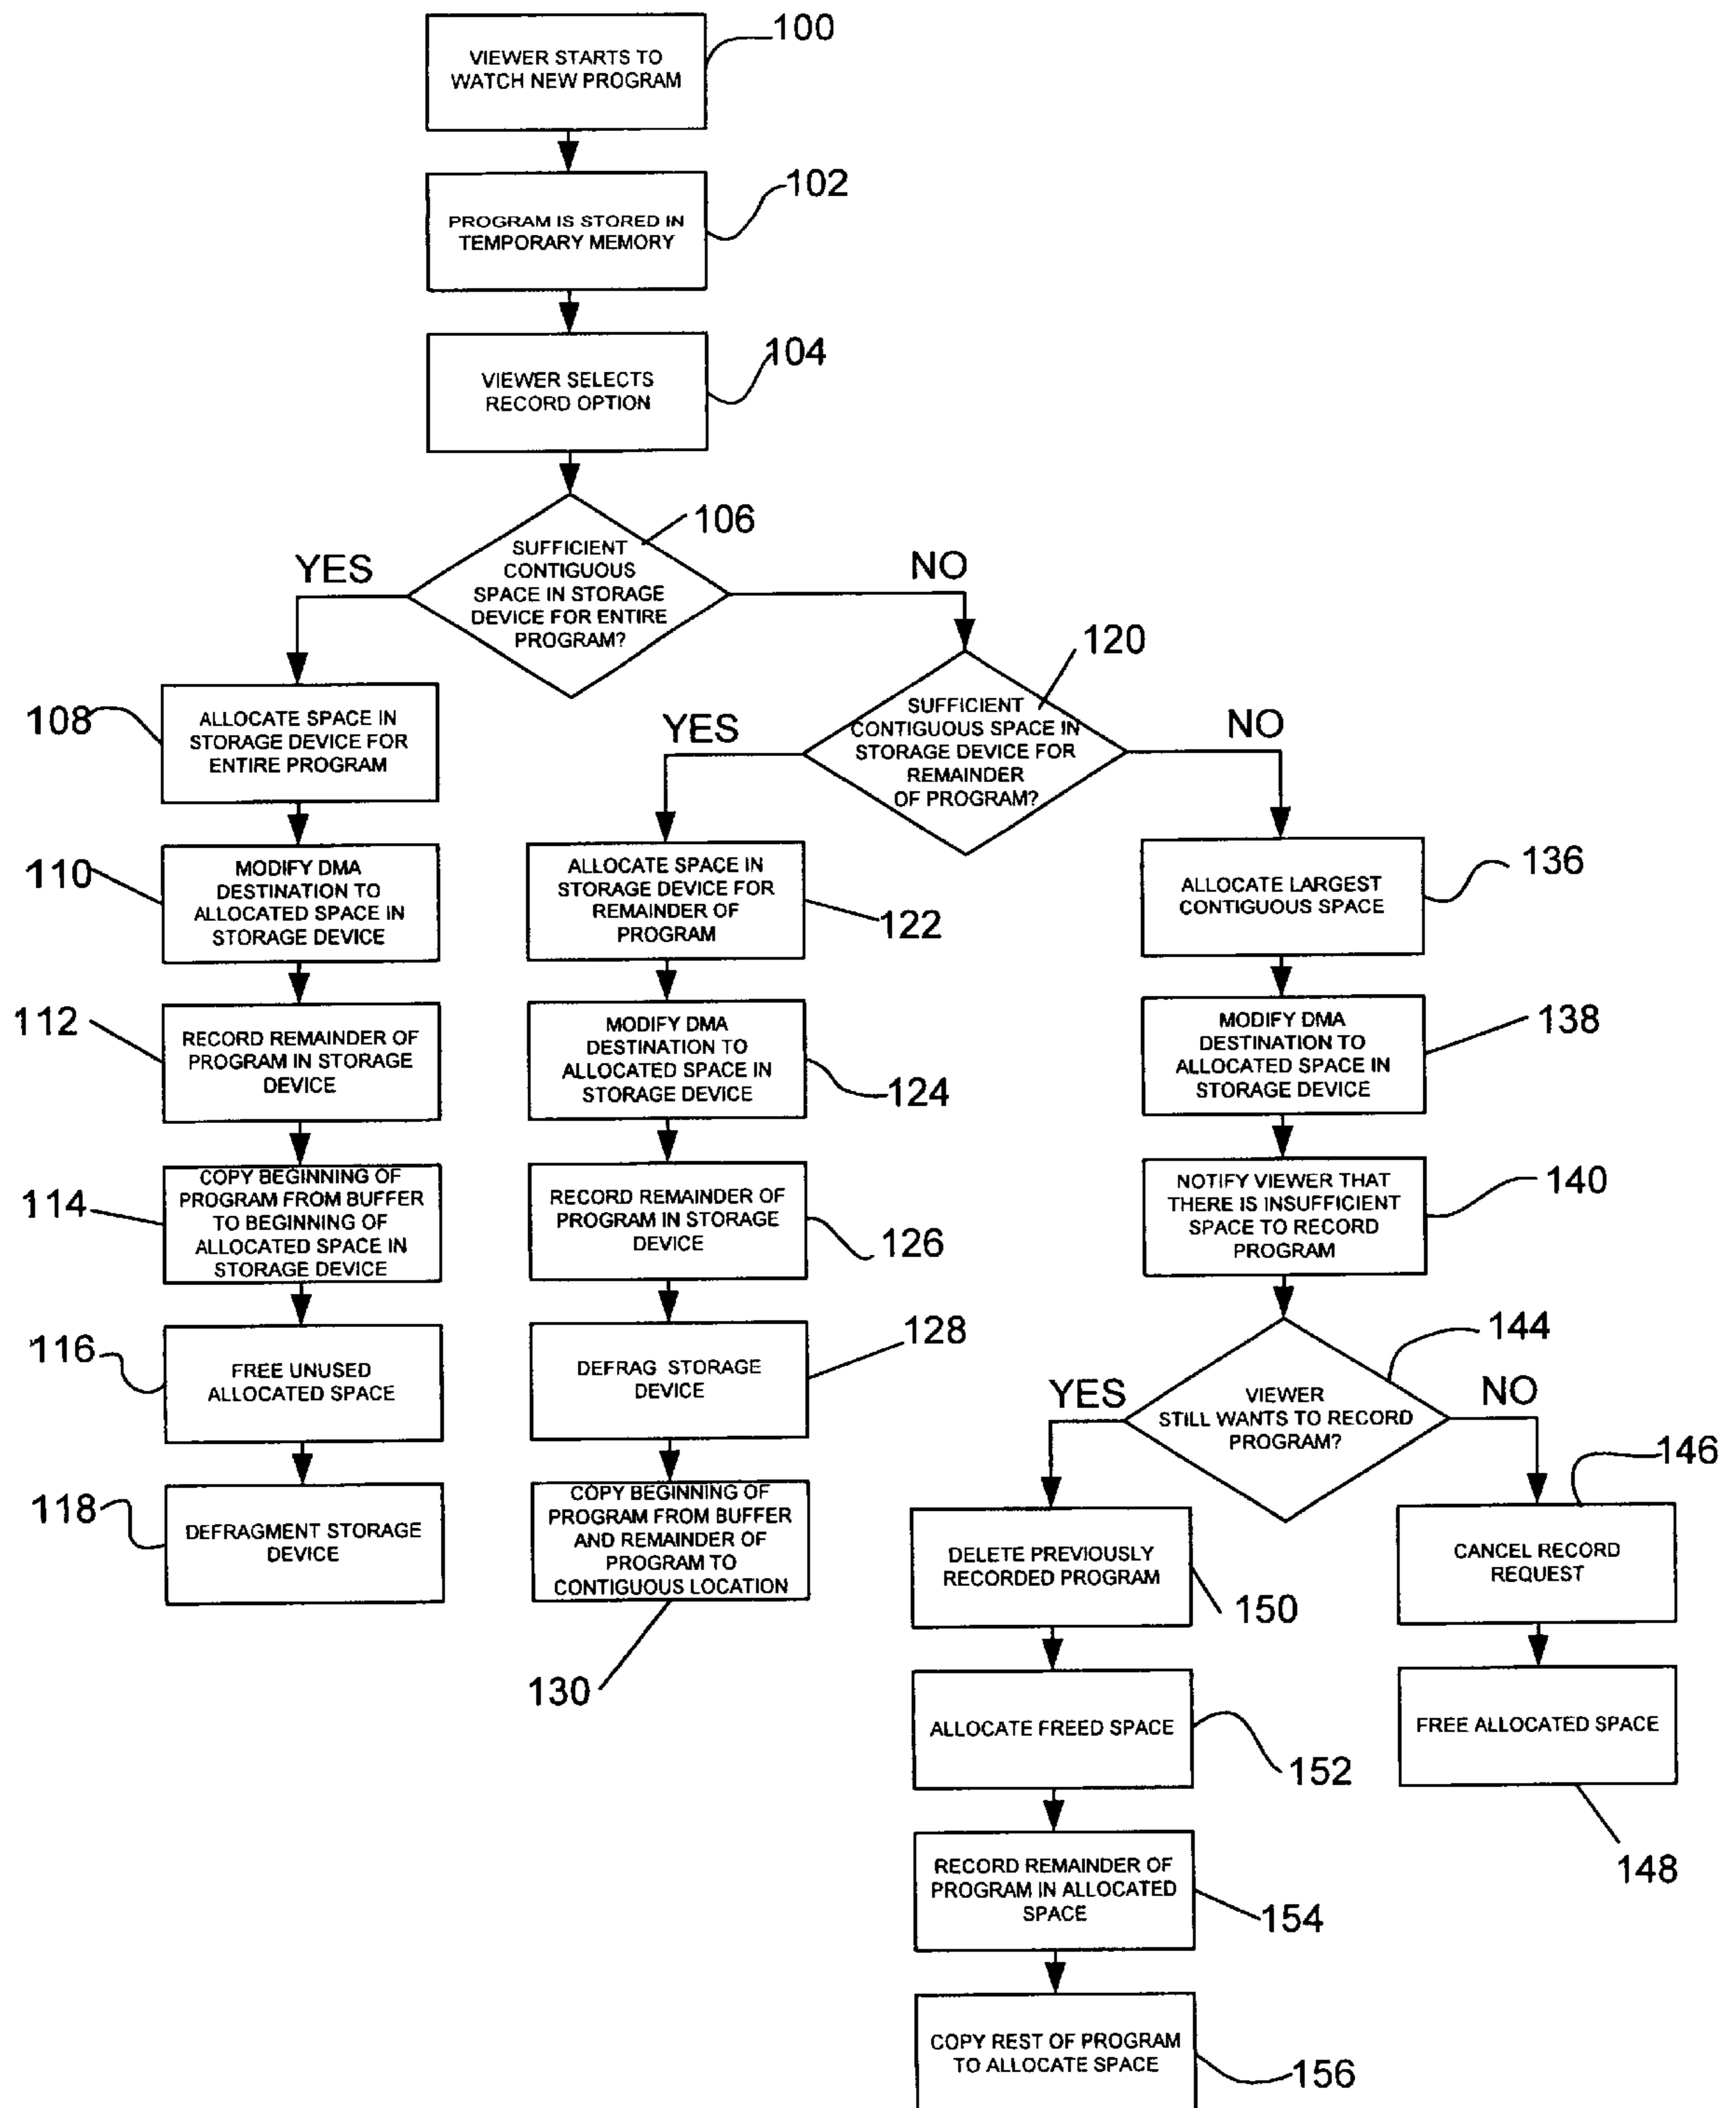 100
VIEWER STARTS TO
WATCH NEW PROGRAM
102
PROGRAM IS STORED IN
TEMPORARY MEMORY
104
VIEWER SELECTS
RECORD OPTION
106
SUFFICIENT
CONTIGUOUS
SPACE IN STORAGE
DEVICE FOR ENTIRE
PROGRAM?
YES
NO
108
ALLOCATE SPACE IN
STORAGE DEVICE FOR
ENTIRE PROGRAM
110
MODIFY DMA
DESTINATION TO
ALLOCATED SPACE IN
STORAGE DEVICE
112
RECORD REMAINDER OF
PROGRAM IN STORAGE
DEVICE
114
COPY BEGINNING OF
PROGRAM FROM BUFFER
TO BEGINNING OF
ALLOCATED SPACE IN
STORAGE DEVICE
116
FREE UNUSED
ALLOCATED SPACE
118
DEFRAGMENT STORAGE
DEVICE
120
SUFFICIENT
CONTIGUOUS SPACE IN
STORAGE DEVICE FOR
REMAINDER
OF PROGRAM?
YES
NO
ALLOCATE SPACE IN
STORAGE DEVICE FOR
REMAINDER OF
PROGRAM
122
MODIFY DMA
DESTINATION TO
ALLOCATED SPACE IN
STORAGE DEVICE
124
RECORD REMAINDER OF
PROGRAM IN STORAGE
DEVICE
126
DEFRAG STORAGE
DEVICE
128
COPY BEGINNING OF
PROGRAM FROM BUFFER
AND REMAINDER OF
PROGRAM TO
CONTIGUOUS LOCATION
130
ALLOCATE LARGEST
CONTIGUOUS SPACE
136
MODIFY DMA
DESTINATION TO
ALLOCATED SPACE IN
STORAGE DEVICE
138
NOTIFY VIEWER THAT
THERE IS INSUFFICIENT
SPACE TO RECORD
PROGRAM
140
144
VIEWER
STILL WANTS TO RECORD
PROGRAM?
YES
NO
146
CANCEL RECORD
REQUEST
FREE ALLOCATED SPACE
148
DELETE PREVIOUSLY
RECORDED PROGRAM
150
ALLOCATE FREED SPACE
152
RECORD REMAINDER OF
PROGRAM IN ALLOCATED
SPACE
154
COPY REST OF PROGRAM
TO ALLOCATE SPACE
156